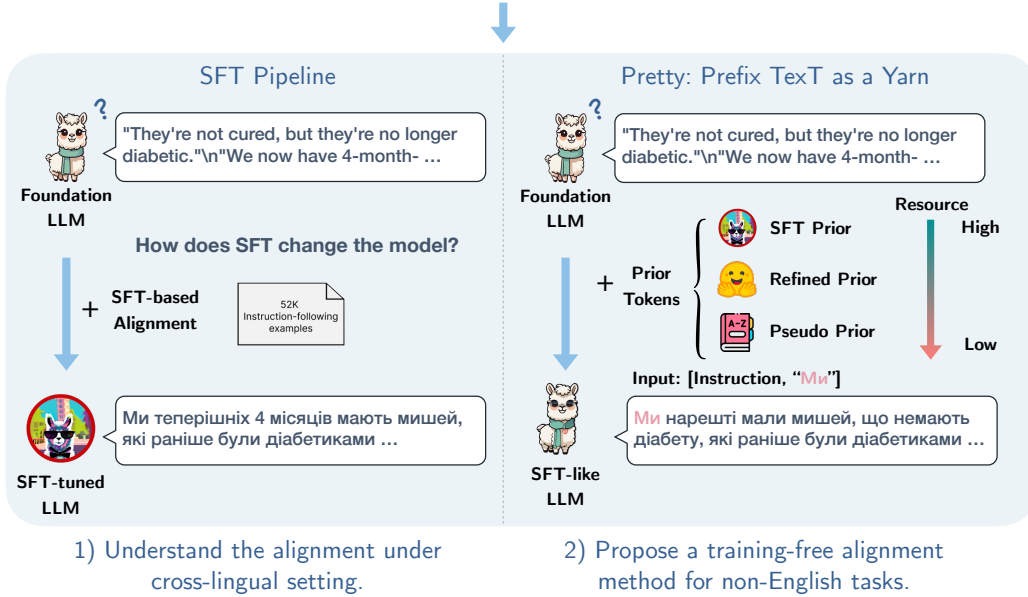 SFT Pipeline
?
"They're not cured, but they're no longer
diabetic."\n"We now have 4-month- ...
Foundation
LLM
How does SFT change the model?
+
SFT-based
Alignment
52K
Instruction-following
examples
Ми теперішніх 4 місяців мають мишей,
які раніше були діабетиками ...
SFT-tuned
LLM
1) Understand the alignment under
cross-lingual setting.
Pretty: Prefix TexT as a Yarn
?
"They're not cured, but they're no longer
diabetic."\n"We now have 4-month- ...
Foundation
LLM
+
Prior
Tokens
SFT Prior
Refined Prior
A-Z
Pseudo Prior
Resource
High
Low
Input: [Instruction, “Ми”]
Ми нарешті мали мишей, що немають
діабету, які раніше були діабетиками ...
SFT-like
LLM
2) Propose a training-free alignment
method for non-English tasks.